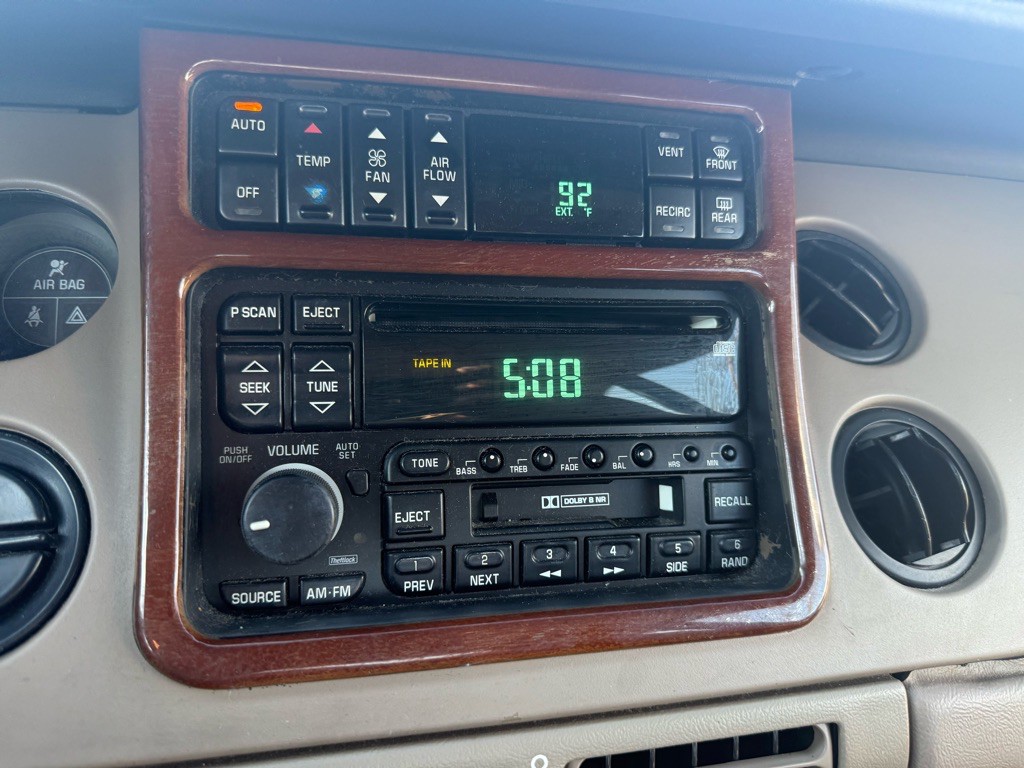 AUTO
TEMP
FAN
AIR
FLOW
OFF
92
EXT. °F
VENT
FRONT
RECIRC
REAR
AIR BAG
P SCAN
EJECT
SEEK
TUNE
TAPE IN
5:08
disc
PUSH
ON/OFF
VOLUME
AUTO
SET
TONE
BASS
TREB
FADE
BAL
HRS
MIN
EJECT
DOLBY B NR
RECALL
Theftlock
1
PREV
2
NEXT
3
4
5
SIDE
6
RAND
SOURCE
AM·FM